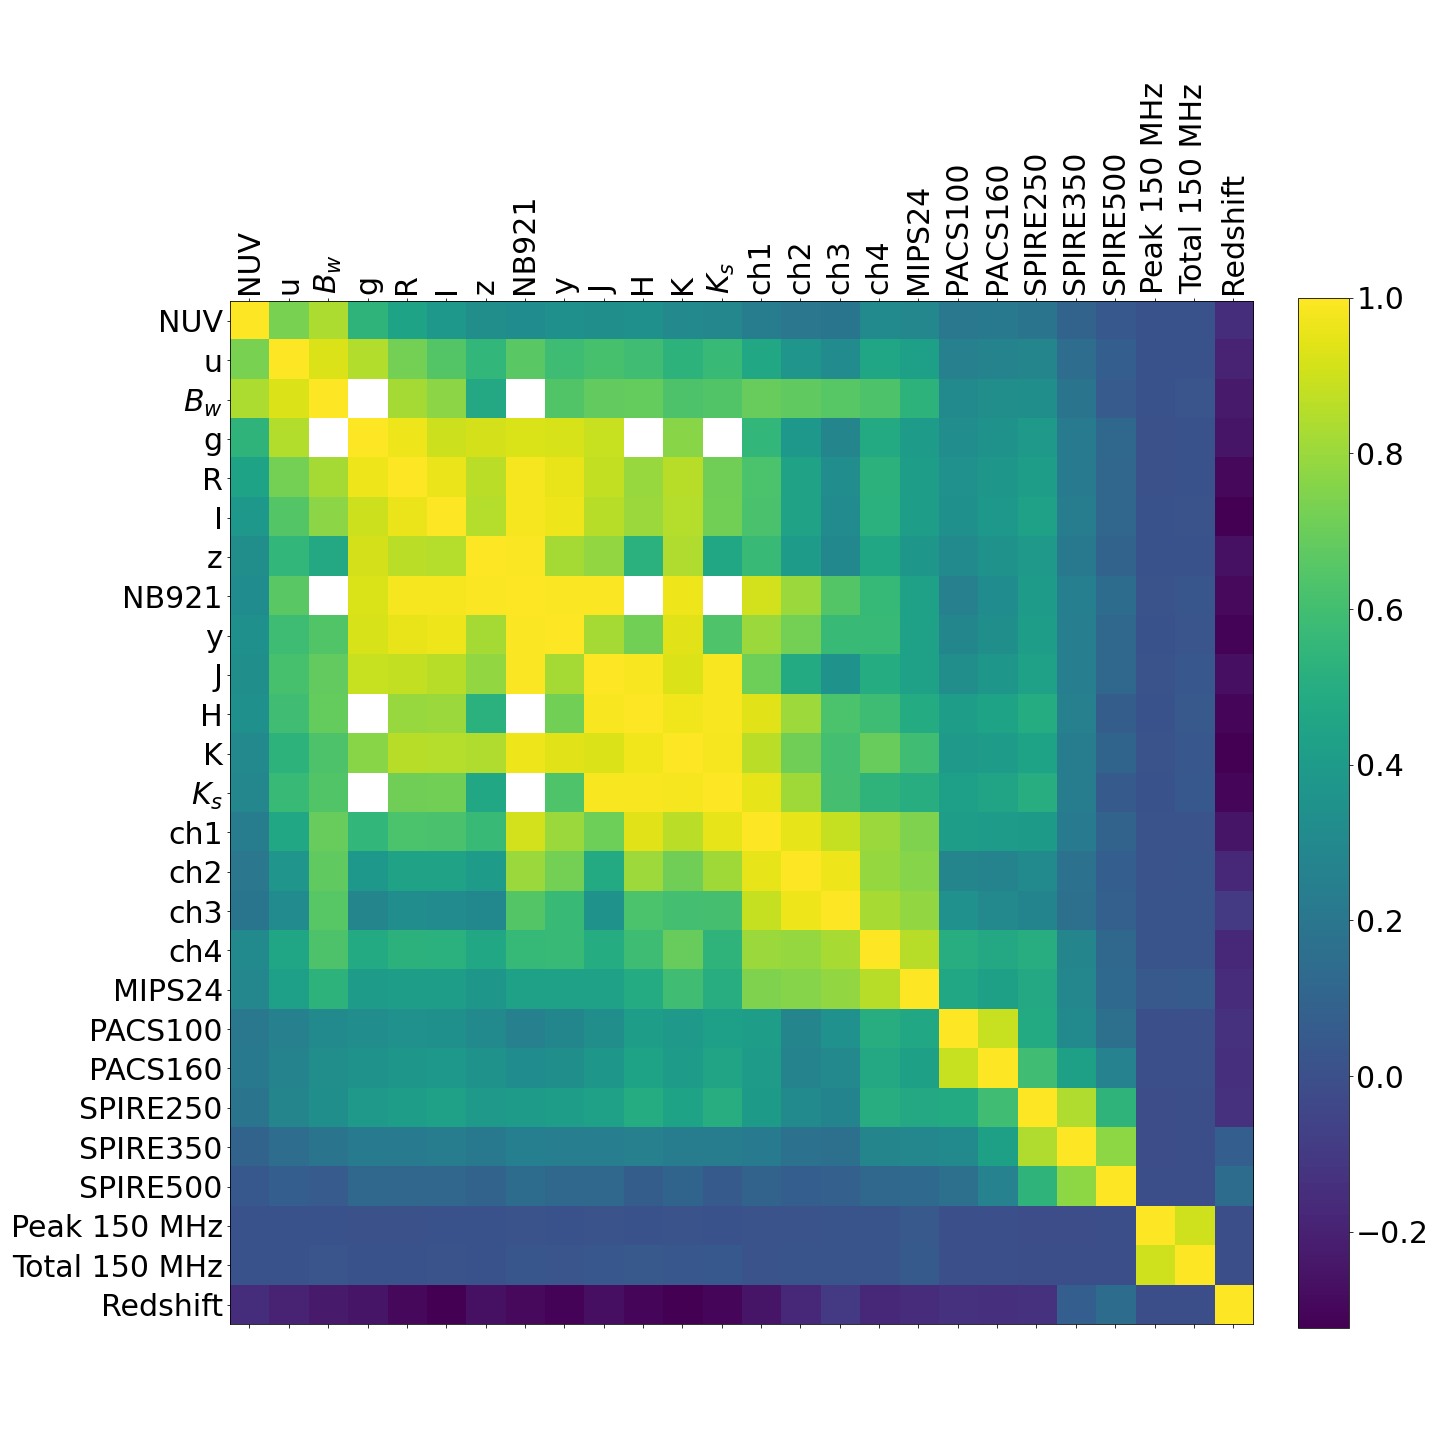 NUV u B_w g R I z NB921 y J H K K_s ch1 ch2 ch3 ch4 MIPS24 PACS100 PACS160 SPIRE250 SPIRE350 SPIRE500 Peak 150 MHz Total 150 MHz Redshift
NUV
u
B_w
g
R
I
z
NB921
y
J
H
K
K_s
ch1
ch2
ch3
ch4
MIPS24
PACS100
PACS160
SPIRE250
SPIRE350
SPIRE500
Peak 150 MHz
Total 150 MHz
Redshift
1.0
0.8
0.6
0.4
0.2
0.0
−0.2